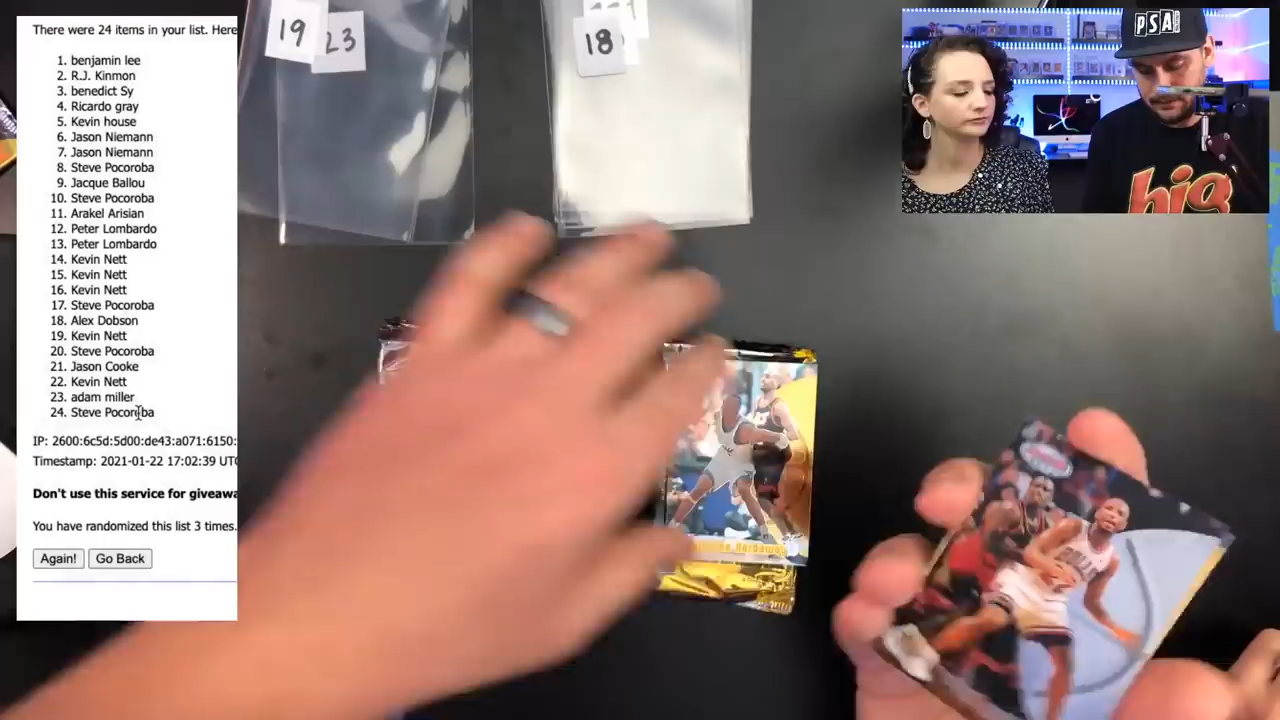 There were 24 items in your list. Here
1. benjamin lee
2. R.J. Kinmon
3. benedict Sy
4. Ricardo gray
5. Kevin house
6. Jason Niemann
7. Jason Niemann
8. Steve Pocoroba
9. Jacque Ballou
10. Steve Pocoroba
11. Arakel Arisian
12. Peter Lombardo
13. Peter Lombardo
14. Kevin Nett
15. Kevin Nett
16. Kevin Nett
17. Steve Pocoroba
18. Alex Dobson
19. Kevin Nett
20. Steve Pocoroba
21. Jason Cooke
22. Kevin Nett
23. adam miller
24. Steve Pocoroba
IP: 2600:6c5d:5d00:de43:a071:6150:
Timestamp: 2021-01-22 17:02:39 UTC
Don't use this service for giveawa
You have randomized this list 3 times.
Again! Go Back
19
23
18
PSA
big
Hardaway
BULLS